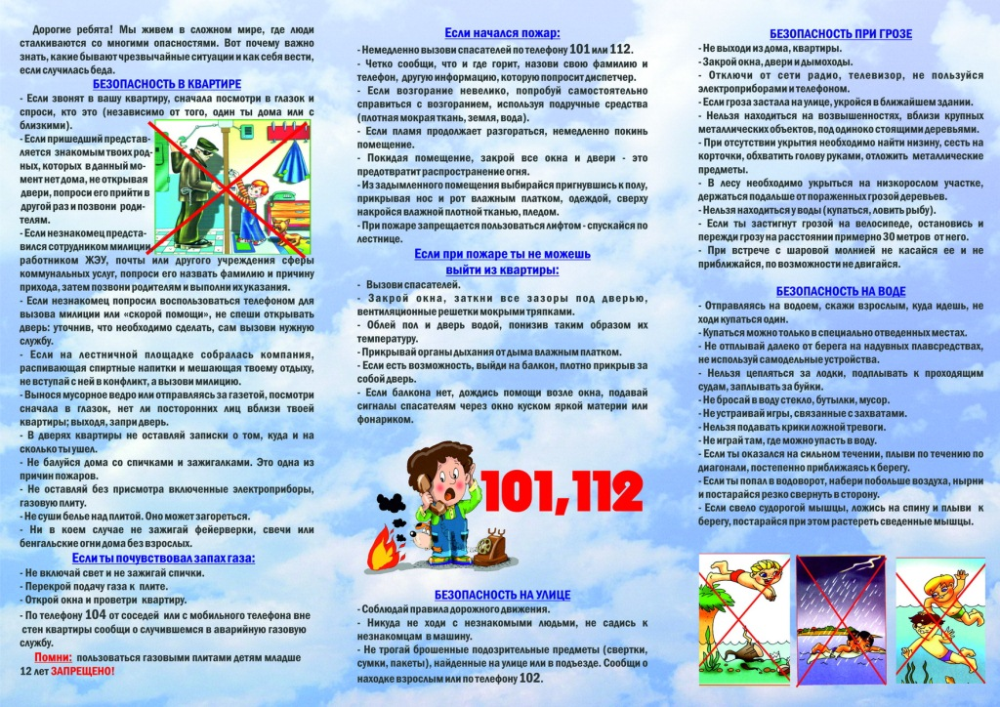 Дорогие ребята! Мы живем в сложном мире, где люди
сталкиваются со многими опасностями. Вот почему важно
знать, какие бывают чрезвычайные ситуации и как себя вести,
если случилась беда.
БЕЗОПАСНОСТЬ В КВАРТИРЕ
- Если звонят в вашу квартиру, сначала посмотри в глазок и
спроси, кто это (независимо от того, один ты дома или с
близкими).
- Если пришедший представ-
ляется знакомым твоих род-
ных, которых в данный мо-
мент нет дома, не открывая
двери, попроси его прийти в
другой раз и позвони роди-
телям.
- Если незнакомец предста-
вился сотрудником милиции,
работником ЖЭУ, почты или другого учреждения сферы
коммунальных услуг, попроси его назвать фамилию и причину
прихода, затем позвони родителям и выполни их указания.
- Если незнакомец попросил воспользоваться телефоном для
вызова милиции или «скорой помощи», не спеши открывать
дверь: уточнив, что необходимо сделать, сам вызови нужную
службу.
- Если на лестничной площадке собралась компания,
распивающая спиртные напитки и мешающая твоему отдыху,
не вступай с ней в конфликт, а вызови милицию.
- Вынося мусорное ведро или отправляясь за газетой, посмотри
сначала в глазок, нет ли посторонних лиц вблизи твоей
квартиры; выходя, запри дверь.
- В дверях квартиры не оставляй записки о том, куда и на
сколько ты ушел.
- Не балуйся дома со спичками и зажигалками. Это одна из
причин пожаров.
- Не оставляй без присмотра включенные электроприборы,
газовую плиту.
- Не суши белье над плитой. Оно может загореться.
- Ни в коем случае не зажигай фейерверки, свечи или
бенгальские огни дома без взрослых.
Если ты почувствовал запах газа:
- Не включай свет и не зажигай спички.
- Перекрой подачу газа к плите.
- Открой окна и проветри квартиру.
- По телефону 104 от соседей или с мобильного телефона вне
стен квартиры сообщи о случившемся в аварийную газовую
службу.
Помни: пользоваться газовыми плитами детям младше
12 лет ЗАПРЕЩЕНО!
Если начался пожар:
- Немедленно вызови спасателей по телефону 101 или 112.
- Четко сообщи, что и где горит, назови свою фамилию и
телефон, другую информацию, которую попросит диспетчер.
- Если возгорание невелико, попробуй самостоятельно
справиться с возгоранием, используя подручные средства
(плотная мокрая ткань, земля, вода).
- Если пламя продолжает разгораться, немедленно покинь
помещение.
- Покидая помещение, закрой все окна и двери - это
предотвратит распространение огня.
- Из задымленного помещения выбирайся пригнувшись к полу,
прикрывая нос и рот влажным платком, одеждой, сверху
накройся влажной плотной тканью, пледом.
- При пожаре запрещается пользоваться лифтом - спускайся по
лестнице.
Если при пожаре ты не можешь
выйти из квартиры:
- Вызови спасателей.
- Закрой окна, заткни все зазоры под дверью,
вентиляционные решетки мокрыми тряпками.
- Облей пол и дверь водой, понизив таким образом их
температуру.
- Прикрывай органы дыхания от дыма влажным платком.
- Если есть возможность, выйди на балкон, плотно прикрыв за
собой дверь.
- Если балкона нет, дождись помощи возле окна, подавай
сигналы спасателям через окно куском яркой материи или
фонариком.
101,112
БЕЗОПАСНОСТЬ НА УЛИЦЕ
- Соблюдай правила дорожного движения.
- Никуда не ходи с незнакомыми людьми, не садись к
незнакомцам в машину.
- Не трогай брошенные подозрительные предметы (свертки,
сумки, пакеты), найденные на улице или в подъезде. Сообщи о
находке взрослым или по телефону 102.
БЕЗОПАСНОСТЬ ПРИ ГРОЗЕ
- Не выходи из дома, квартиры.
- Закрой окна, двери и дымоходы.
- Отключи от сети радио, телевизор, не пользуйся
электроприборами и телефоном.
- Если гроза застала на улице, укройся в ближайшем здании.
- Нельзя находиться на возвышенностях, вблизи крупных
металлических объектов, под одиноко стоящими деревьями.
- При отсутствии укрытия необходимо найти низину, сесть на
корточки, обхватить голову руками, отложить металлические
предметы.
- В лесу необходимо укрыться на низкорослом участке,
держаться подальше от пораженных грозой деревьев.
- Нельзя находиться у воды (купаться, ловить рыбу).
- Если ты застигнут грозой на велосипеде, остановись и
пережди грозу на расстоянии примерно 30 метров от него.
- При встрече с шаровой молнией не касайся ее и не
приближайся, по возможности не двигайся.
БЕЗОПАСНОСТЬ НА ВОДЕ
- Отправляясь на водоем, скажи взрослым, куда идешь, не
ходи купаться один.
- Купаться можно только в специально отведенных местах.
- Не отплывай далеко от берега на надувных плавсредствах,
не используй самодельные устройства.
- Нельзя цепляться за лодки, подплывать к проходящим
судам, заплывать за буйки.
- Не бросай в воду стекло, бутылки, мусор.
- Не устраивай игры, связанные с захватами.
- Нельзя подавать крики ложной тревоги.
- Не играй там, где можно упасть в воду.
- Если ты оказался на сильном течении, плыви по течению по
диагонали, постепенно приближаясь к берегу.
- Если ты попал в водоворот, набери побольше воздуха, нырни
и постарайся резко свернуть в сторону.
- Если свело судорогой мышцы, ложись на спину и плыви к
берегу, постарайся при этом растереть сведенные мышцы.